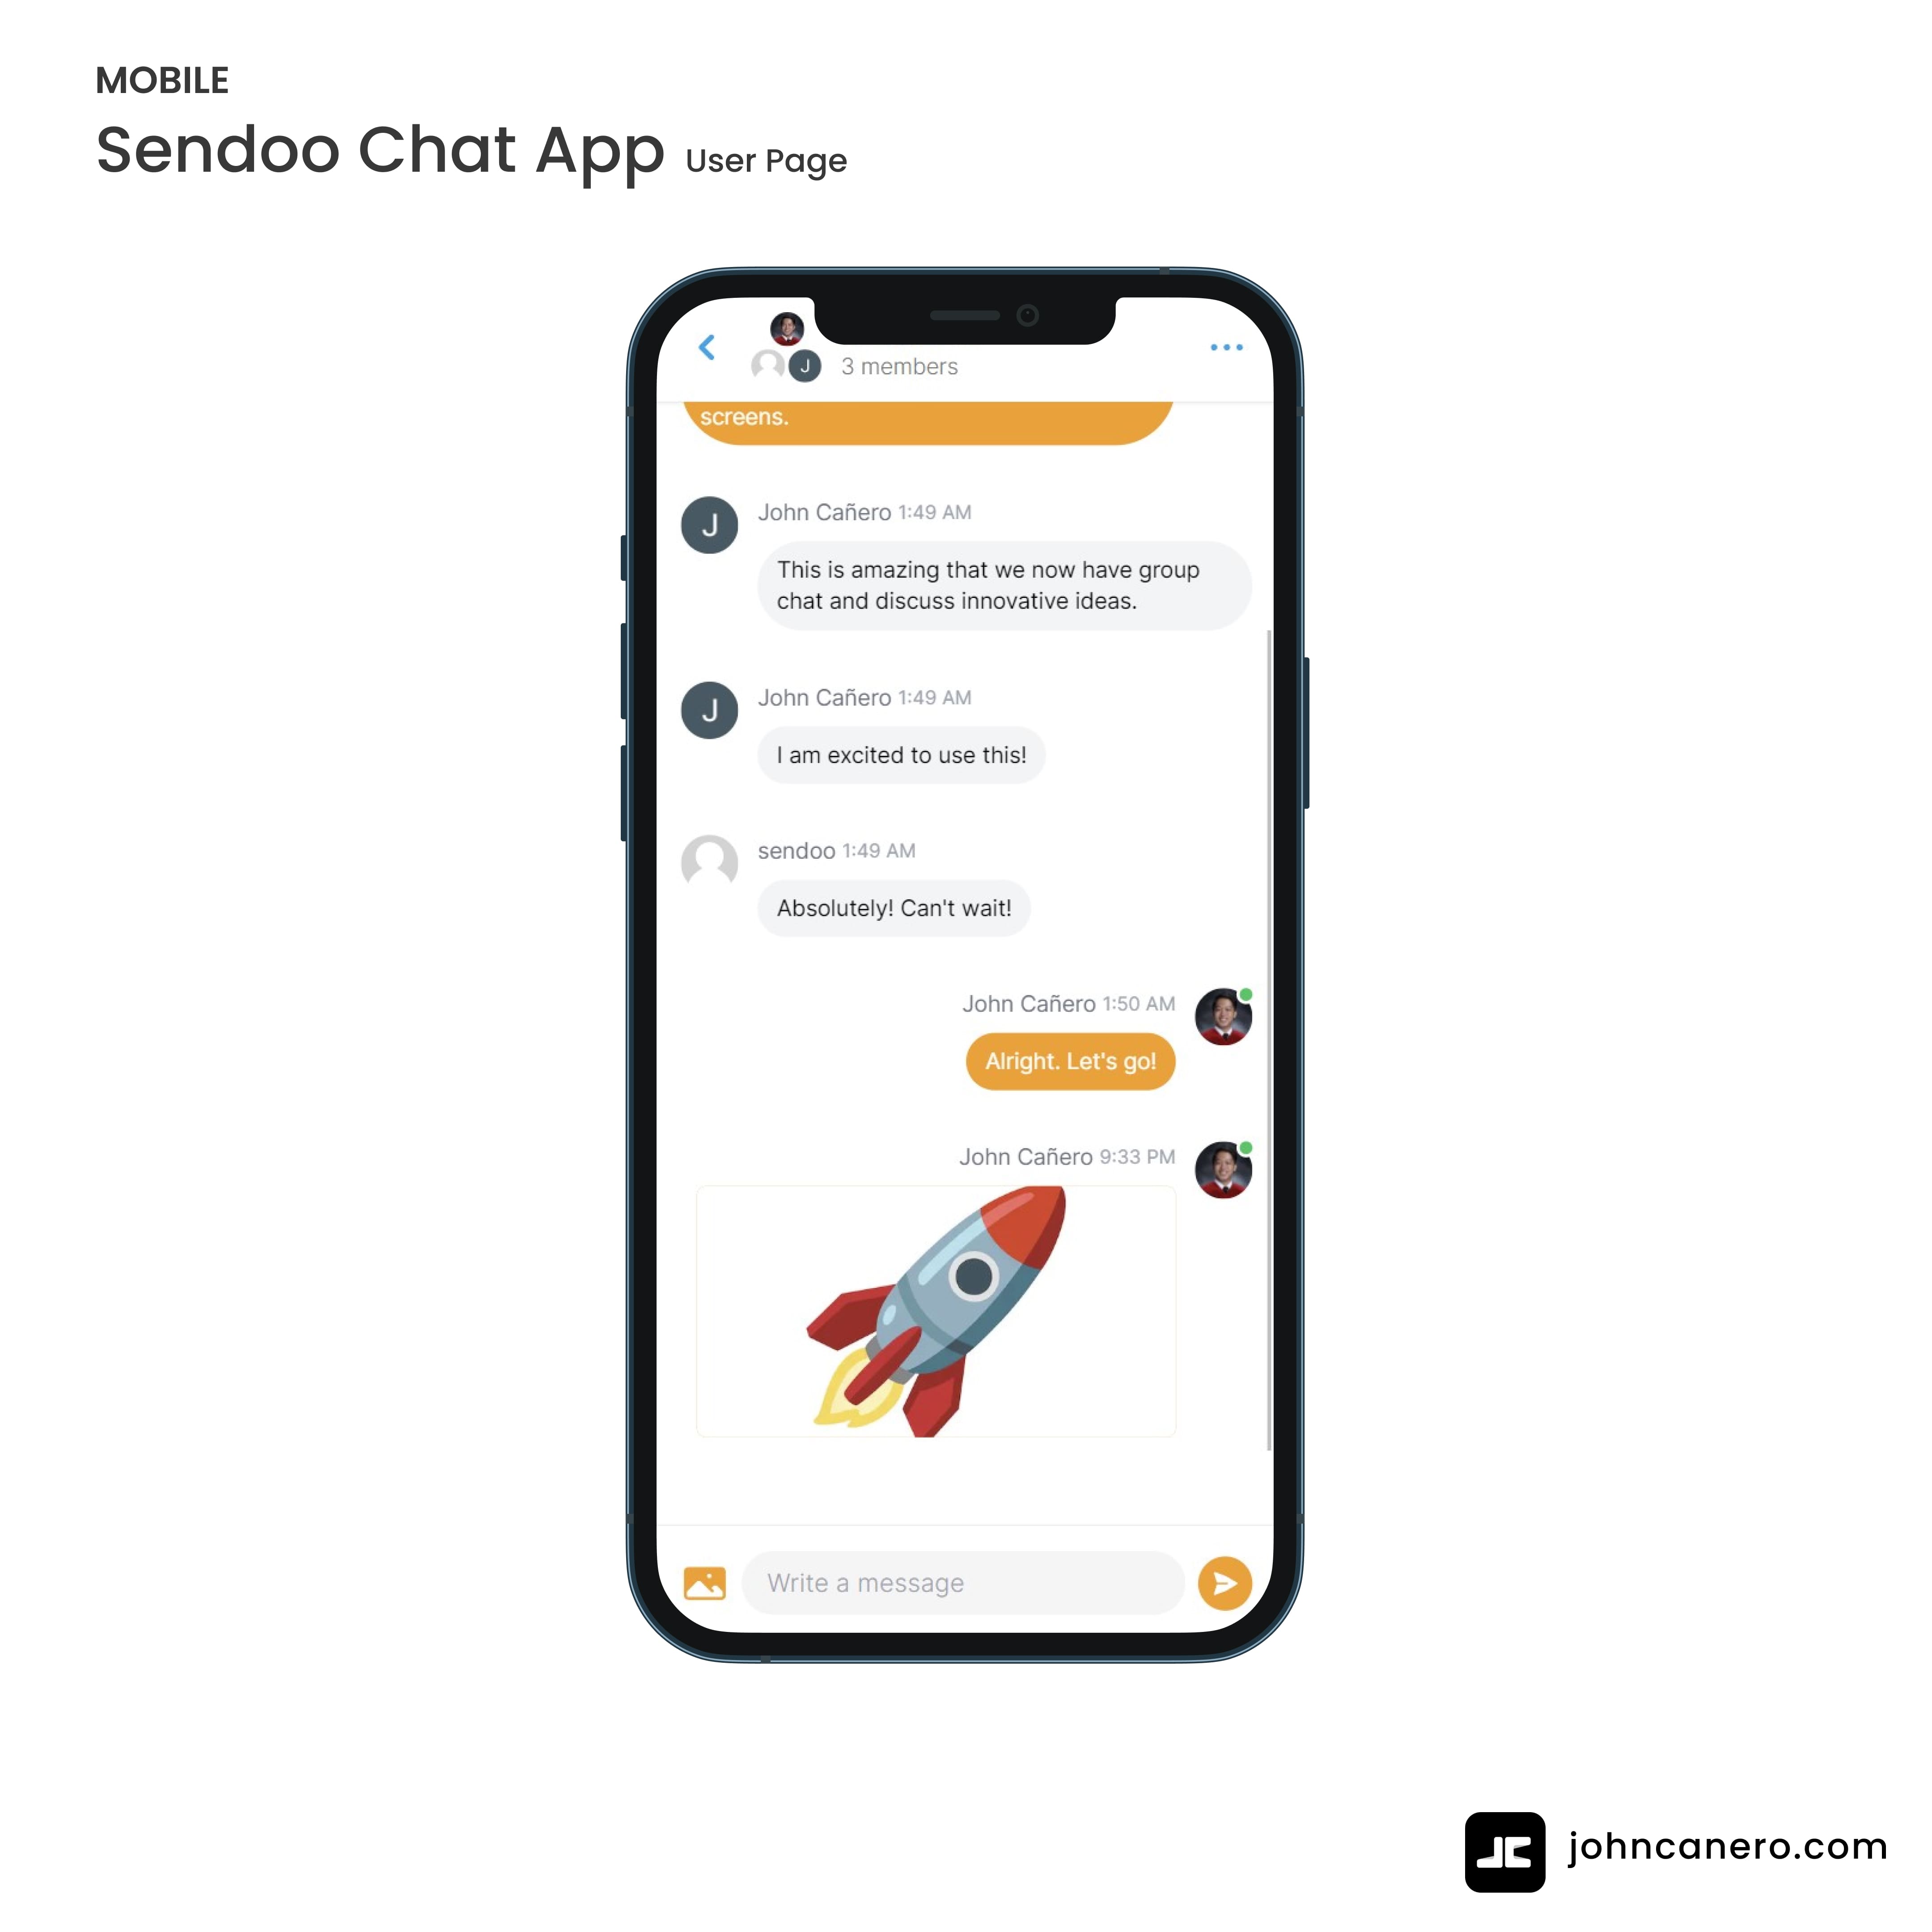 MOBILE
Sendoo Chat App User Page
J 3 members
screens.
J John Cañero 1:49 AM
This is amazing that we now have group
chat and discuss innovative ideas.
J John Cañero 1:49 AM
I am excited to use this!
sendoo 1:49 AM
Absolutely! Can't wait!
John Cañero 1:50 AM
Alright. Let's go!
John Cañero 9:33 PM
Write a message
JC johncanero.com